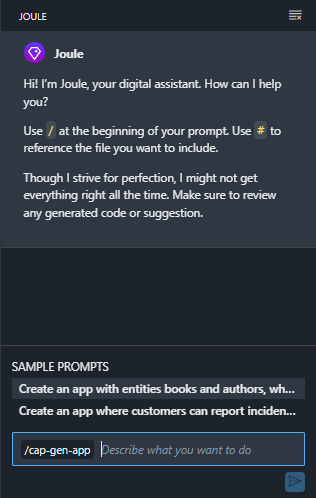 JOULE
Joule
Hi! I'm Joule, your digital assistant. How can I help
you?
Use / at the beginning of your prompt. Use # to
reference the file you want to include.
Though I strive for perfection, I might not get
everything right all the time. Make sure to review
any generated code or suggestion.
SAMPLE PROMPTS
Create an app with entities books and authors, wh...
Create an app where customers can report inciden...
/cap-gen-app Describe what you want to do